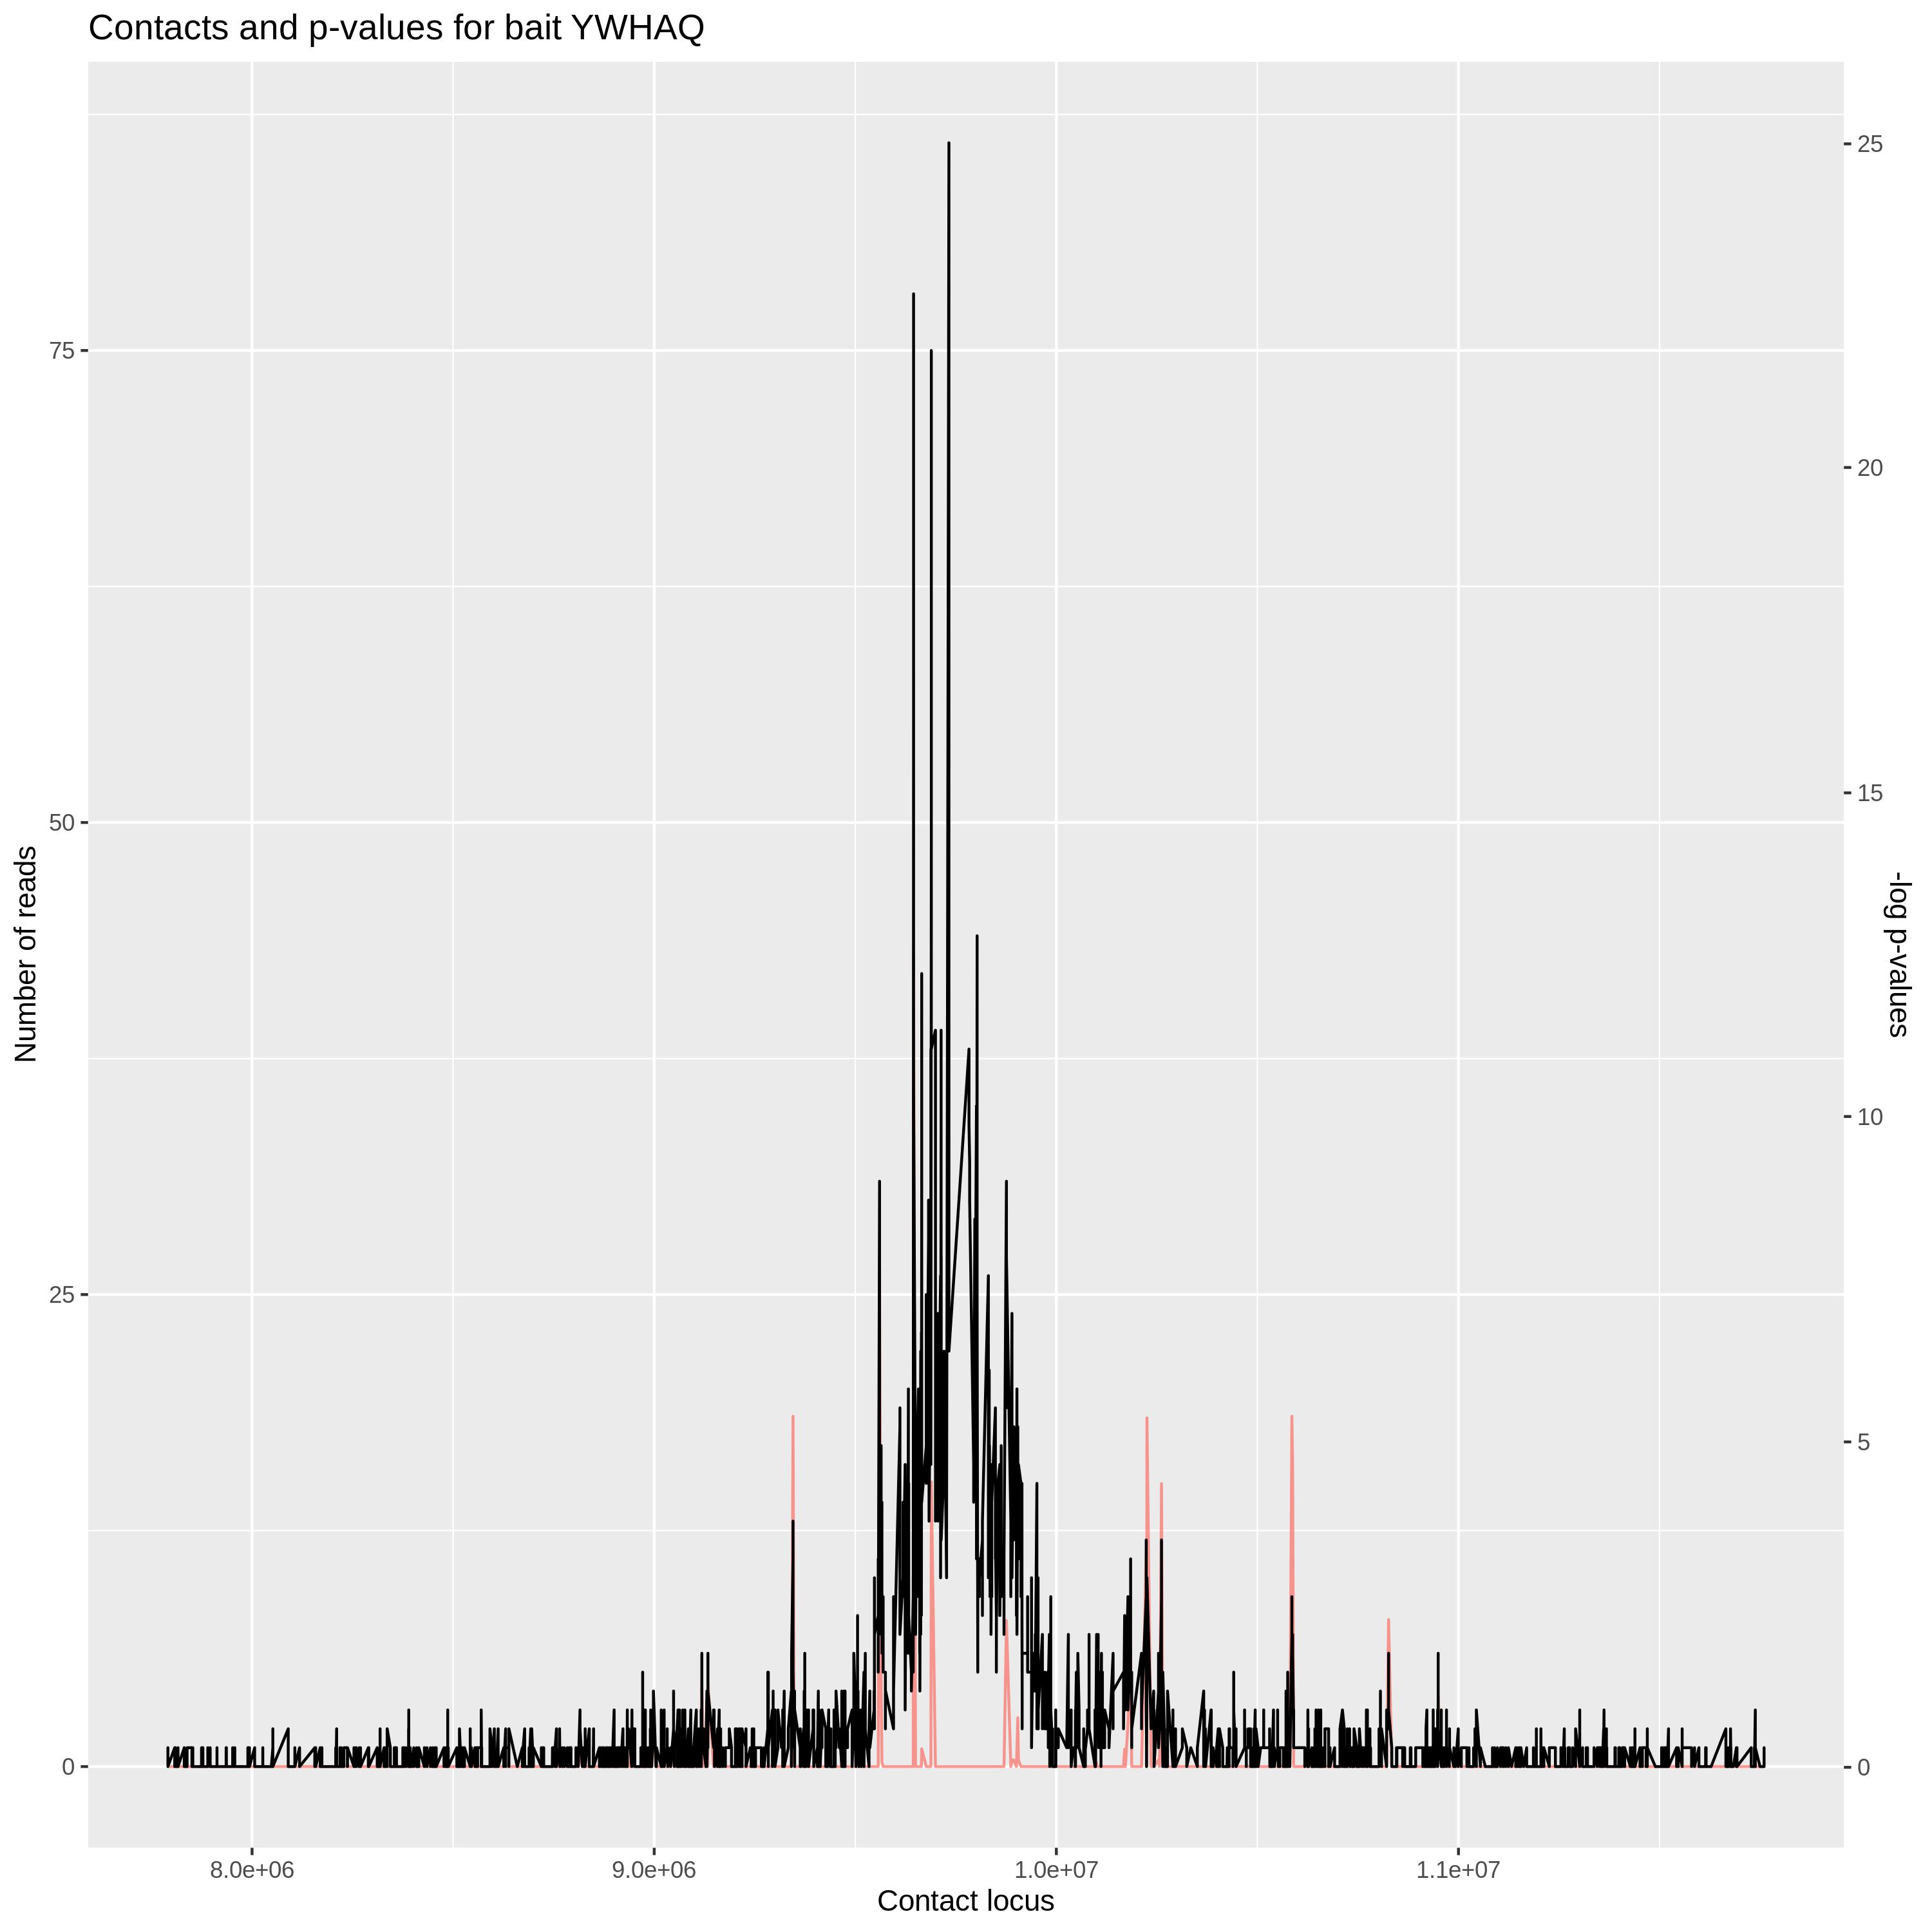 Contacts and p-values for bait YWHAQ
Number of reads
75
50
25
0
25
20
15
10
5
0
-log p-values
8.0e+06 9.0e+06 1.0e+07 1.1e+07
Contact locus